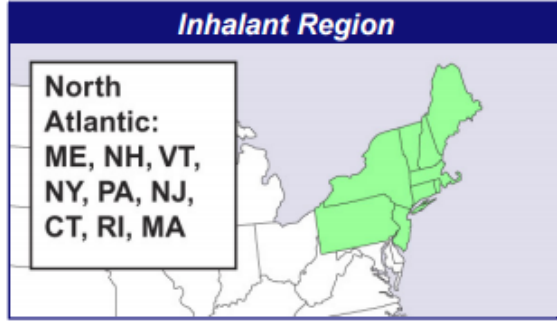 Inhalant Region
North
Atlantic:
ME, NH, VT,
NY, PA, NJ,
CT, RI, MA